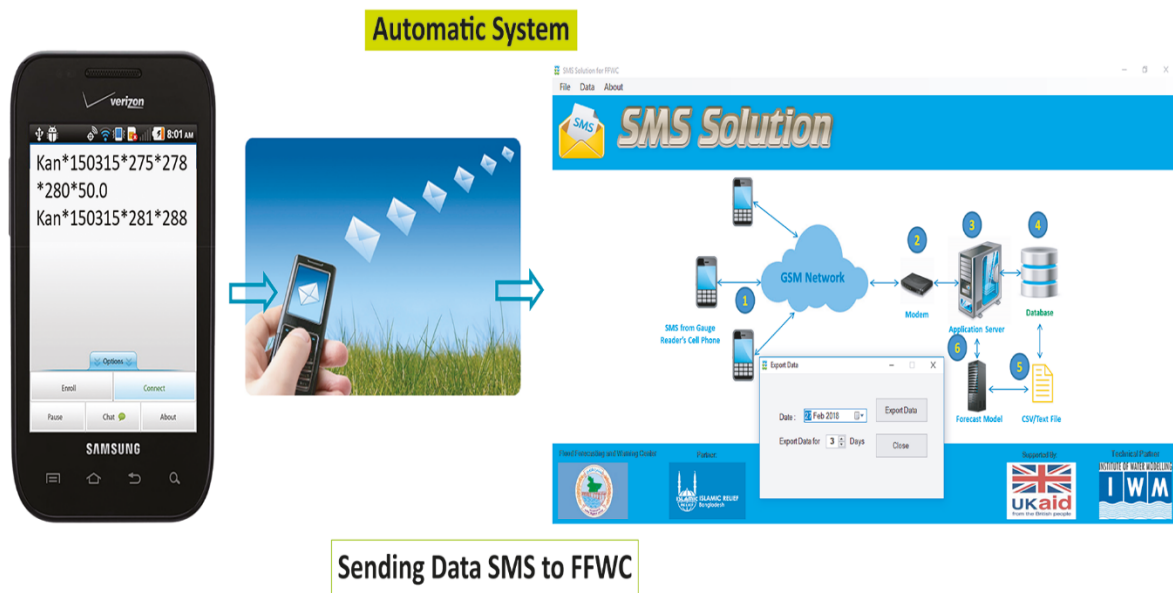 Automatic System
verizon
8:01 AM
Kan*150315*275*278
*280*50.0
Kan*150315*281*288
Options
Enroll
Connect
Pause
Chat
About
SAMSUNG
SMS Solution for FFWC
File Data About
SMS
SMS Solution
GSM Network
1
2
3
4
SMS from Gauge
Reader's Cell Phone
Modem
Application Server
Database
6
5
Forecast Model
CSV/Text File
Export Data
Date :
27 Feb 2018
Export Data
Export Data for
3
Days
Close
Flood Forecasting and Warning Center
Partner:
Supported By:
Technical Partner
ISLAMIC RELIEF
Bangladesh
UKaid
from the British people
INSTITUTE OF WATER MODELLING
IWM
Sending Data SMS to FFWC